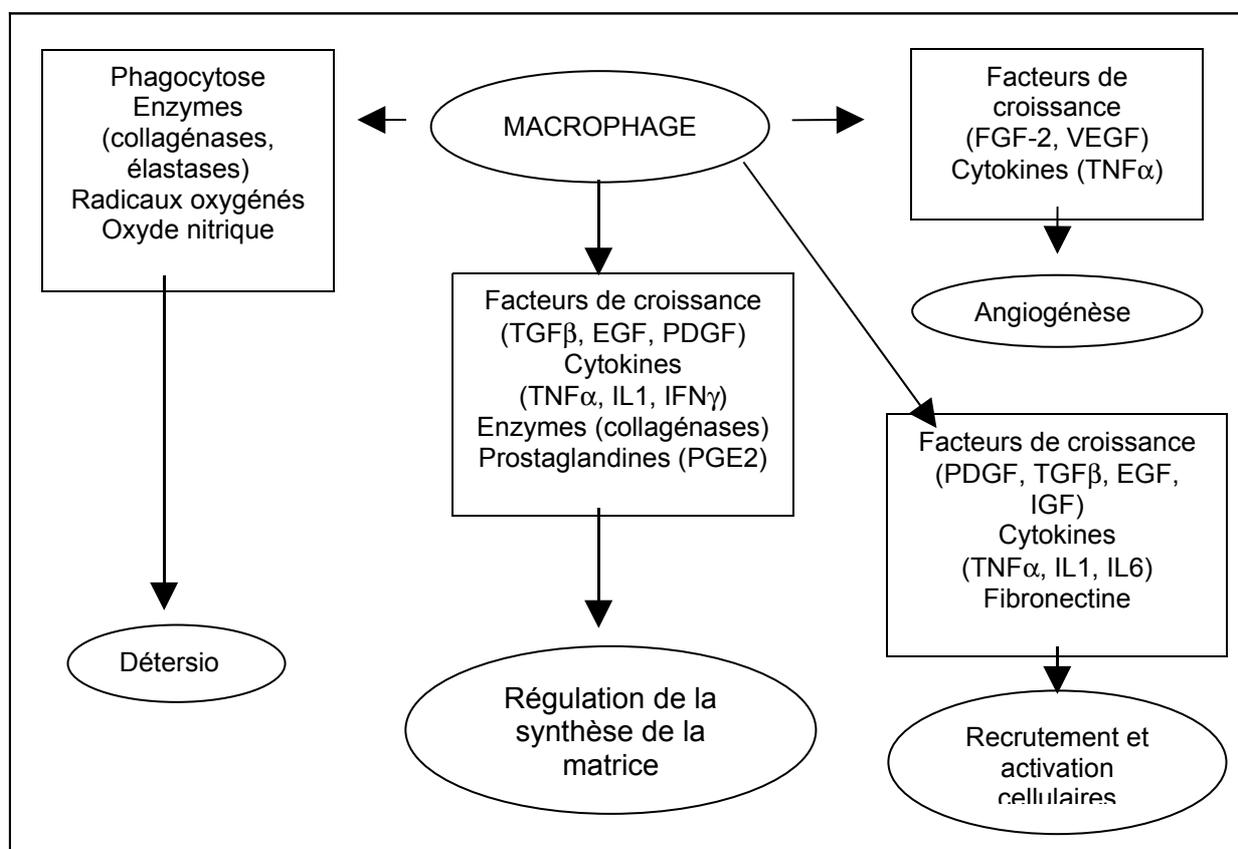 Phagocytose
Enzymes
(collagénases,
élastases)
Radicaux oxygénés
Oxyde nitrique
MACROPHAGE
Facteurs de
croissance
(FGF-2, VEGF)
Cytokines (TNFα)
Angiogénèse
Facteurs de croissance
(TGFβ, EGF, PDGF)
Cytokines
(TNFα, IL1, IFNγ)
Enzymes (collagénases)
Prostaglandines (PGE2)
Facteurs de croissance
(PDGF, TGFβ, EGF,
IGF)
Cytokines
(TNFα, IL1, IL6)
Fibronectine
Détersio
Régulation de la
synthèse de la
matrice
Recrutement et
activation
cellulaires